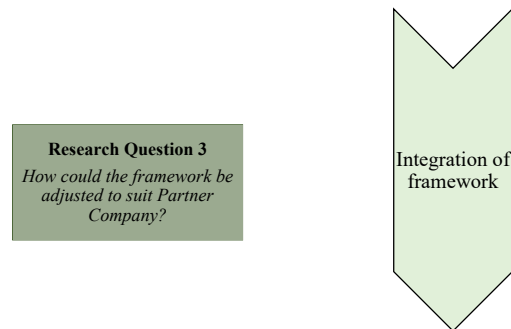 Research Question 3
How could the framework be
adjusted to suit Partner
Company?
Integration of
framework